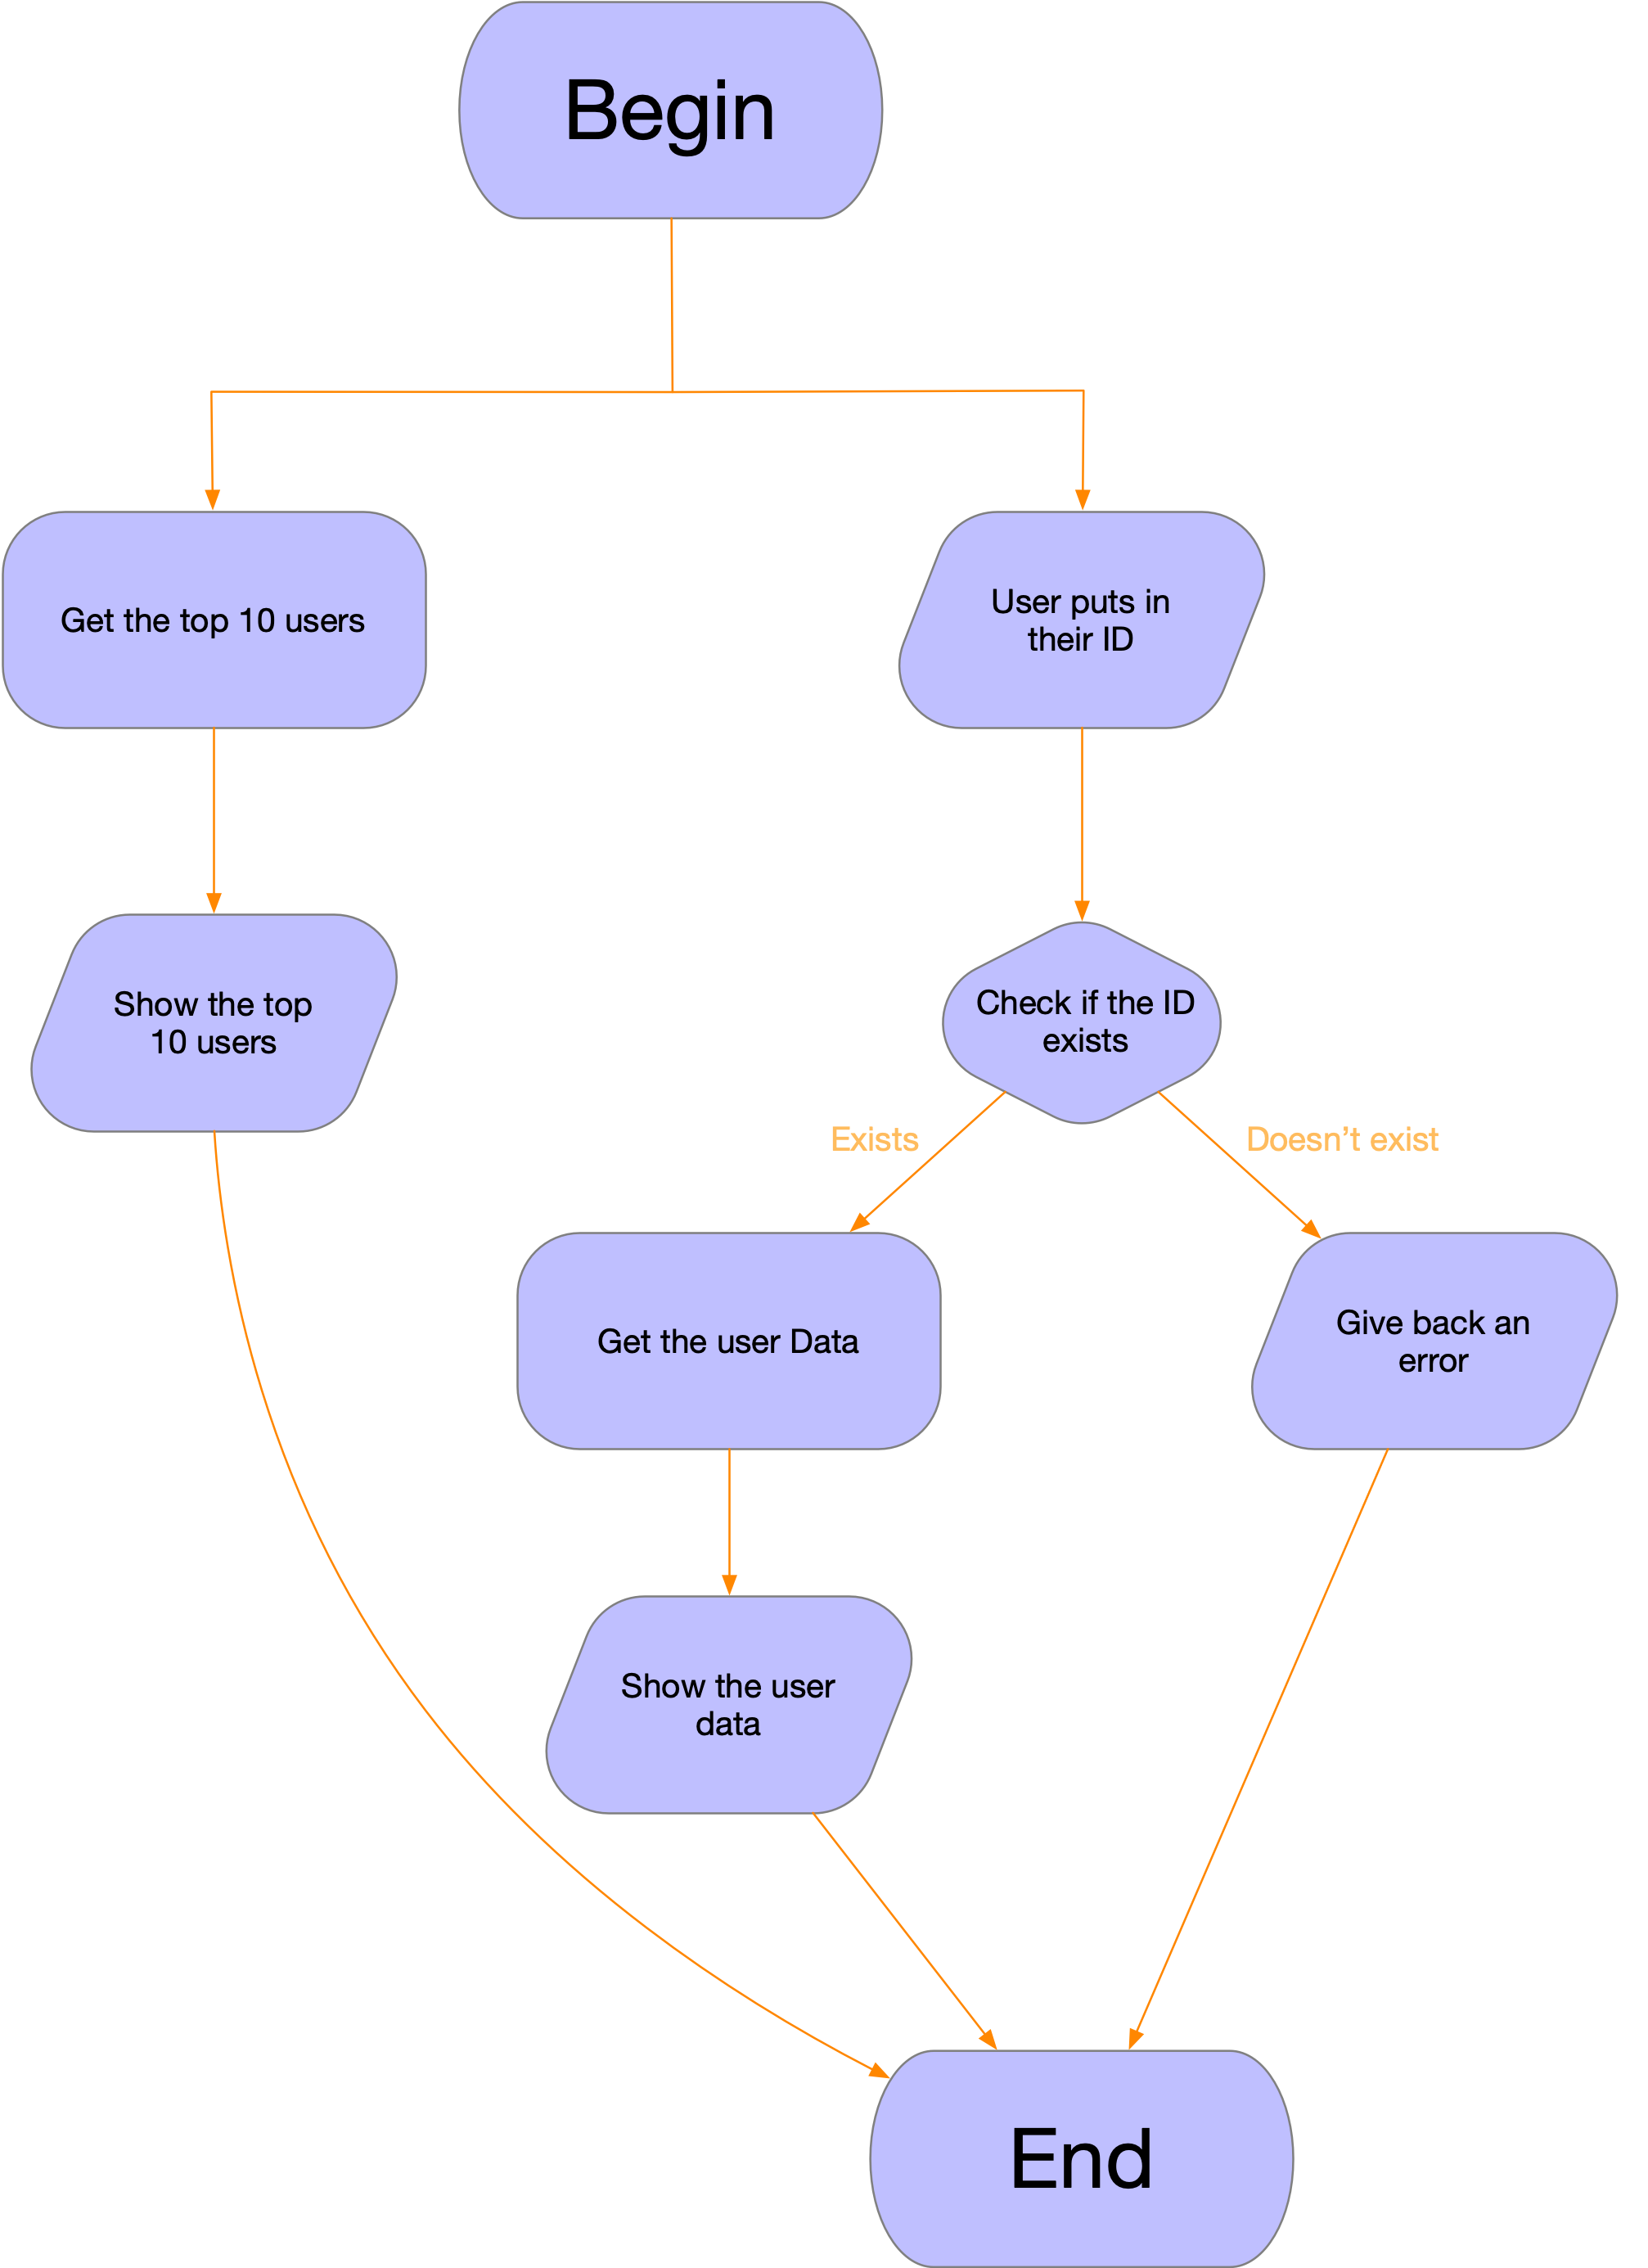 Begin
Get the top 10 users
User puts in
their ID
Show the top
10 users
Check if the ID
exists
Exists
Doesn’t exist
Get the user Data
Give back an
error
Show the user
data
End